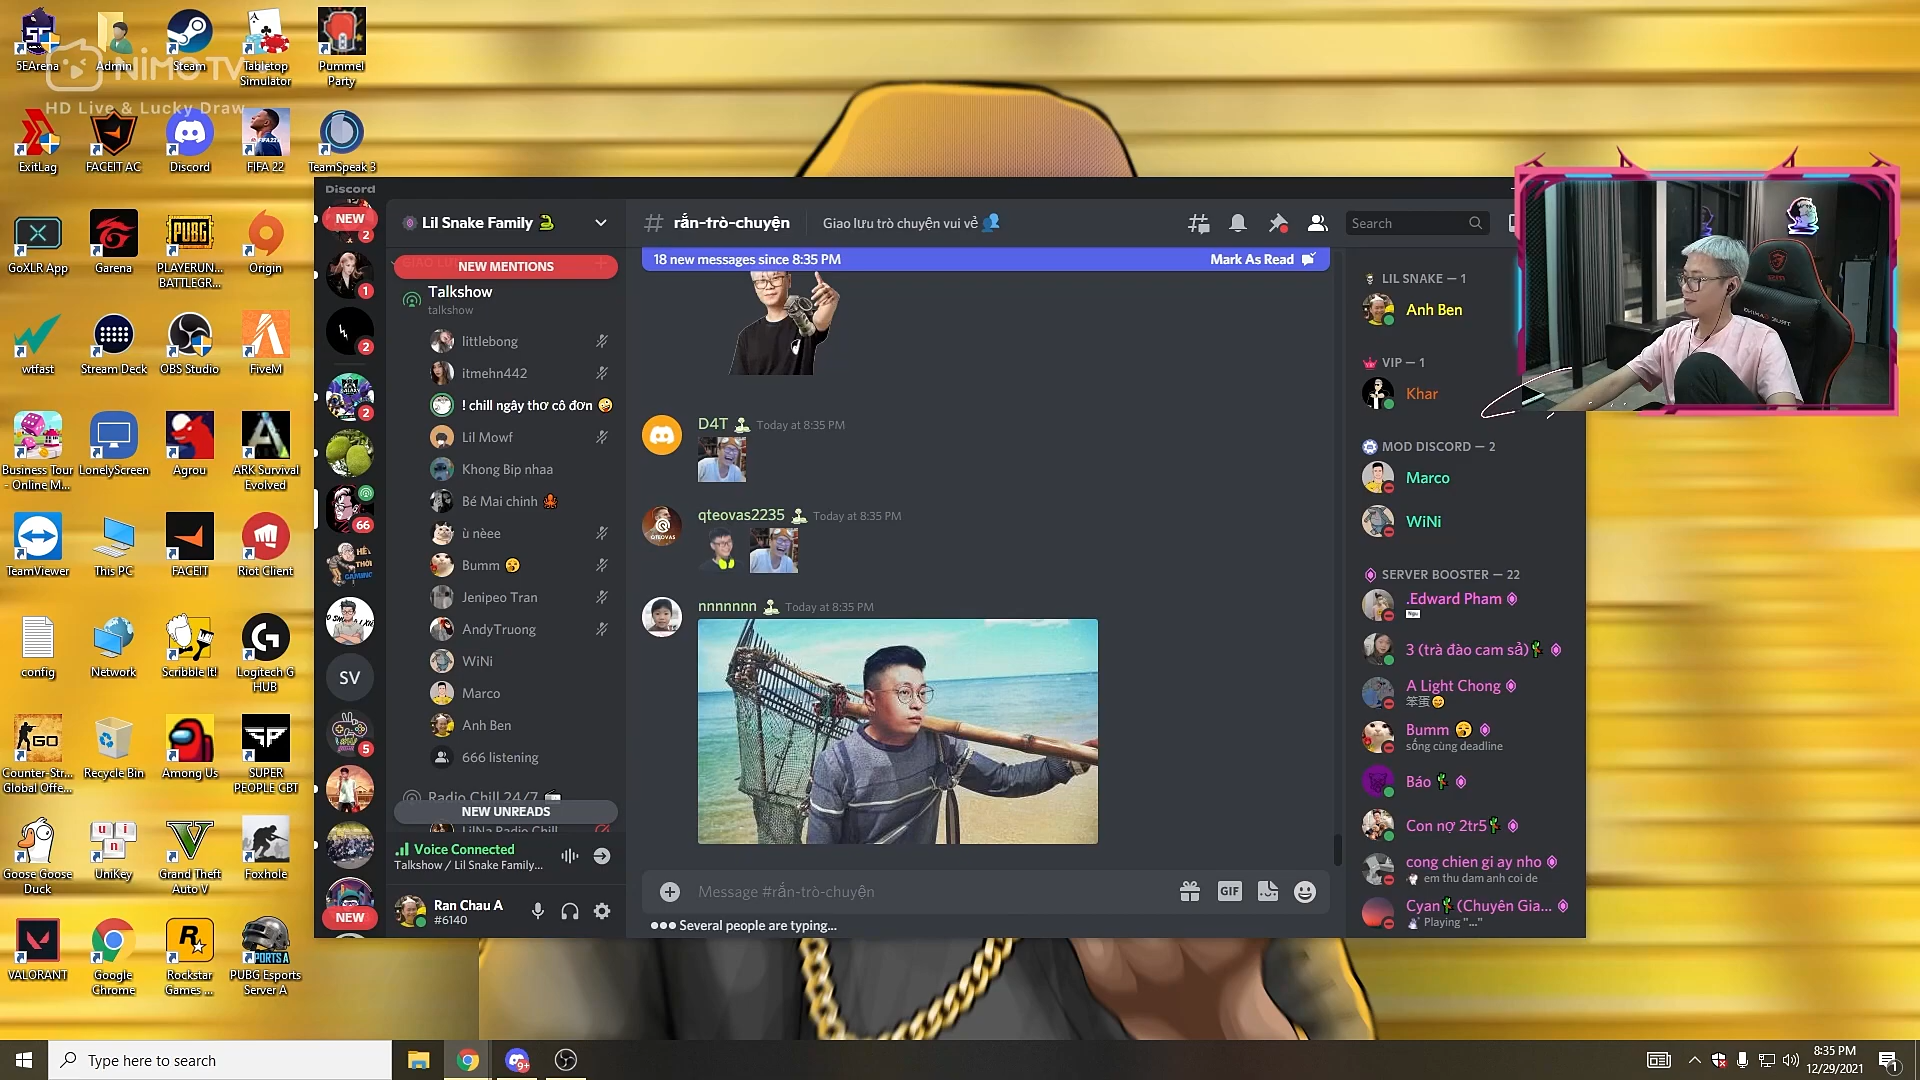 5EArena
Admin
Steam
Tabletop Simulator
Pummel Party
NiMO TV
HD Live & Lucky Draw
ExitLag
FACEIT AC
Discord
FIFA 22
TeamSpeak 3
GoXLR App
Garena
PLAYERUN... BATTLEGR...
Origin
wtfast
Stream Deck
OBS Studio
FiveM
Business Tour - Online M...
LonelyScreen
Agrou
ARK Survival Evolved
TeamViewer
This PC
FACEIT
Riot Client
config
Network
Scribble It!
Logitech G HUB
Counter-Str... Global Offe...
Recycle Bin
Among Us
SUPER PEOPLE CBT
Goose Goose Duck
UniKey
Grand Theft Auto V
Foxhole
VALORANT
Google Chrome
Rockstar Games ...
PUBG Esports Server A
Discord
NEW
2
1
2
2
66
SV
5
NEW
Lil Snake Family
NEW MENTIONS
Talkshow
talkshow
littlebong
itmehn442
! chill ngây thơ cô đơn
Lil Mowf
Khong Bip nhaa
Bé Mai chinh
ù nèee
Bumm
Jenipeo Tran
AndyTruong
WiNi
Marco
Anh Ben
666 listening
Radio Chill 24/7
NEW UNREADS
LilNa Radio Chill
Voice Connected
Talkshow / Lil Snake Family...
Ran Chau A
#6140
# rắn-trò-chuyện
Giao lưu trò chuyện vui vẻ
Search
18 new messages since 8:35 PM
Mark As Read
D4T Today at 8:35 PM
qteovas2235 Today at 8:35 PM
nnnnnnn Today at 8:35 PM
Message #rắn-trò-chuyện
GIF
Several people are typing...
LIL SNAKE — 1
Anh Ben
VIP — 1
Khar
MOD DISCORD — 2
Marco
WiNi
SERVER BOOSTER — 22
.Edward Pham
3 (trà đào cam sả)
A Light Chong
笨蛋
Bumm
sống cùng deadline
Báo
Con nợ 2tr5
cong chien gi ay nho
em thu dam anh coi de
Cyan (Chuyên Gia...
Playing "..."
Type here to search
9+
8:35 PM
12/29/2021
1